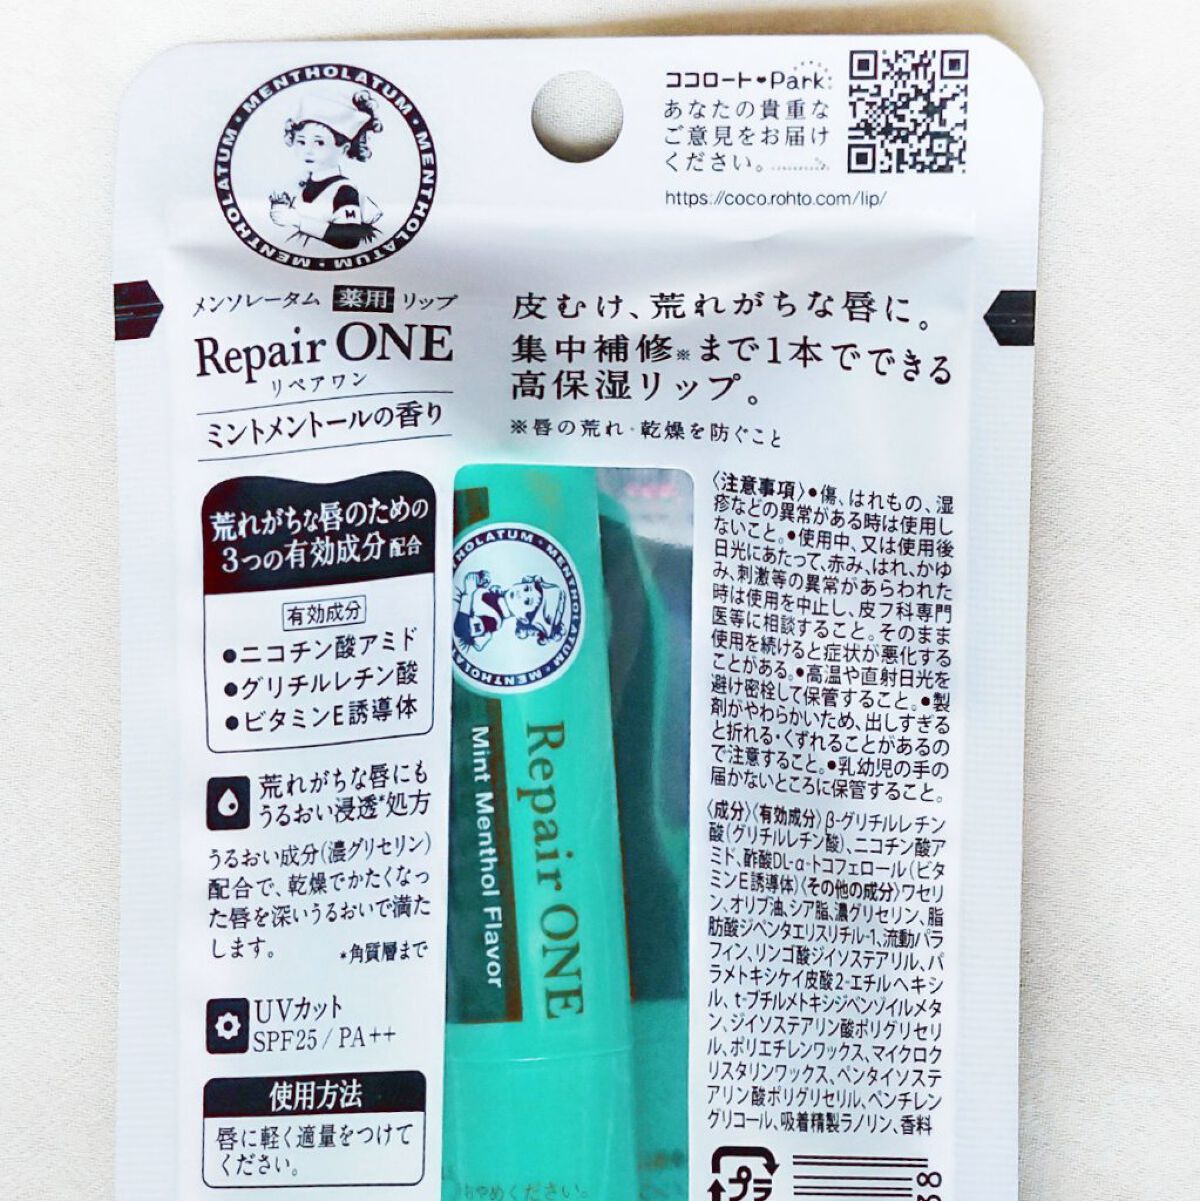 MENTHOLATUM・MENTHOLATUM・MENTHOLATUM・
ココロート♥Park
あなたの貴重な
ご意見をお届け
ください。
https://coco.rohto.com/lip/
メンソレータム 薬用 リップ
Repair ONE
リペアワン
ミントメントールの香り
皮むけ、荒れがちな唇に。
集中補修※まで1本でできる
高保湿リップ。
※唇の荒れ・乾燥を防ぐこと
荒れがちな唇のための
3つの有効成分配合
有効成分
●ニコチン酸アミド
●グリチルレチン酸
●ビタミンE誘導体
荒れがちな唇にも
うるおい浸透*処方
うるおい成分(濃グリセリン)
配合で、乾燥でかたくなっ
た唇を深いうるおいで満た
します。
*角質層まで
UVカット
SPF25/PA++
使用方法
唇に軽く適量をつけて
ください。
HOLATUM・MENTHOLATUM・MENTHOLAT
Repair ONE
Mint Menthol Flavor
おやめください。
〈注意事項〉●傷、はれもの、湿
疹などの異常がある時は使用し
ないこと。●使用中、又は使用後
日光にあたって、赤み、はれ、かゆ
み、刺激等の異常があらわれた
時は使用を中止し、皮フ科専門
医等に相談すること。そのまま
使用を続けると症状が悪化する
ことがある。●高温や直射日光を
避け密栓して保管すること。●製
剤がやわらかいため、出しすぎる
と折れる・くずれることがあるの
で注意すること。●乳幼児の手の
届かないところに保管すること。
〈成分〉〈有効成分〉β-グリチルレチン
酸(グリチルレチン酸)、ニコチン酸ア
ミド、酢酸DL-α-トコフェロール(ビタ
ミンE誘導体)〈その他の成分〉ワセリ
ン、オリブ油、シア脂、濃グリセリン、脂
肪酸ジペンタエリスリチル-1、流動パラ
フィン、リンゴ酸ジイソステアリル、パ
ラメトキシケイ皮酸2-エチルヘキシ
ル、t-ブチルメトキシジベンゾイルメタ
ン、ジイソステアリン酸ポリグリセリ
ル、ポリエチレンワックス、マイクロク
リスタリンワックス、ペンタイソステ
アリン酸ポリグリセリル、ペンチレン
グリコール、吸着精製ラノリン、香料
プラ